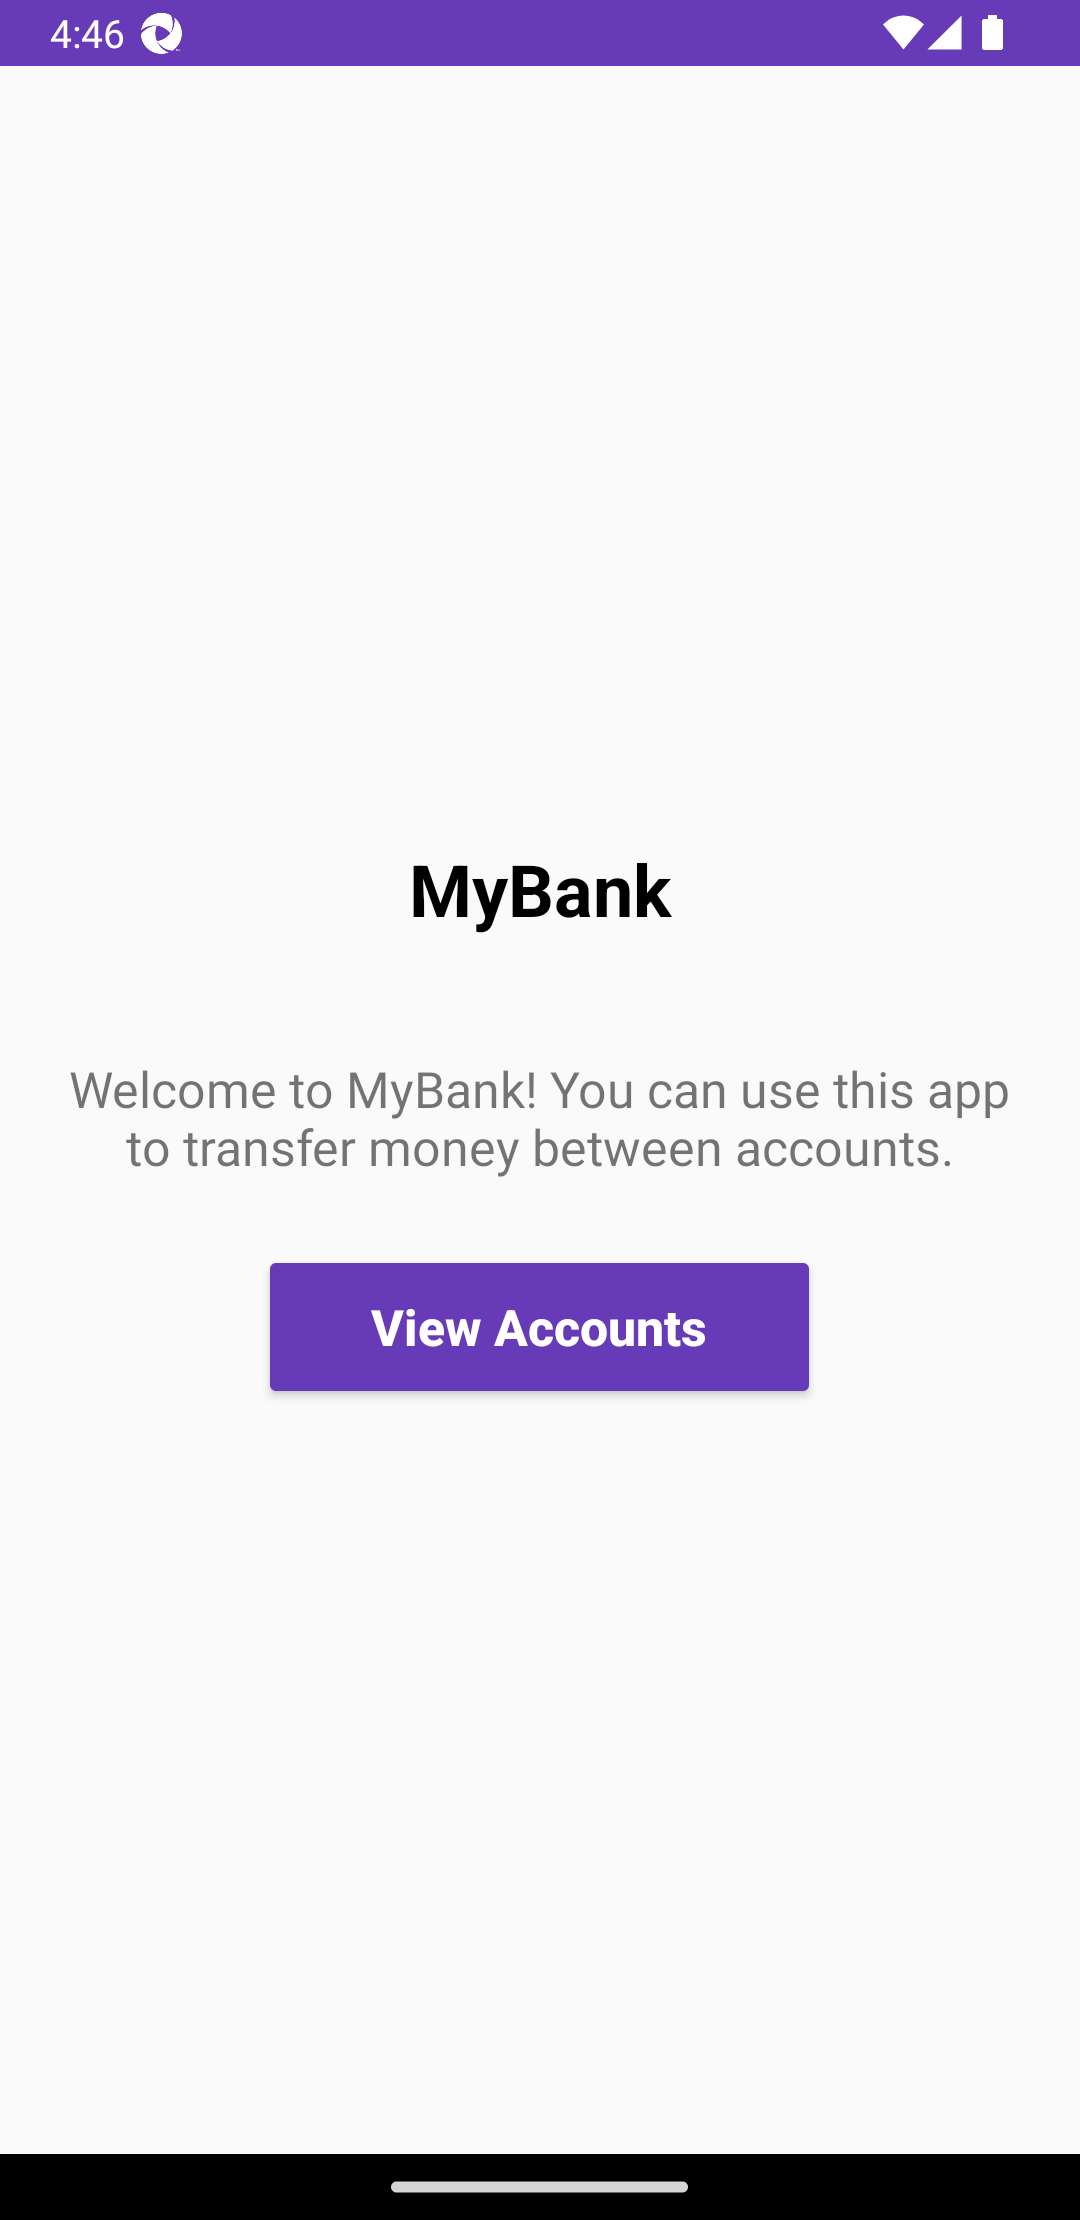 4:46
MyBank
Welcome to MyBank! You can use this app
to transfer money between accounts.
View Accounts